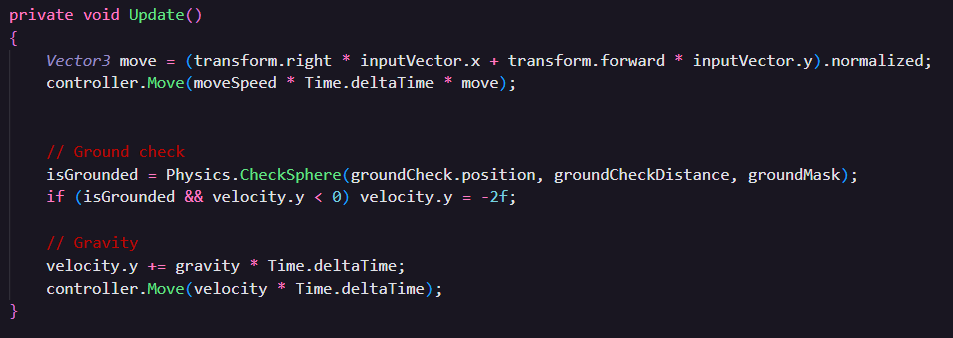 private void Update()
{
Vector3 move = (transform.right * inputVector.x + transform.forward * inputVector.y).normalized;
controller.Move(moveSpeed * Time.deltaTime * move);
// Ground check
isGrounded = Physics.CheckSphere(groundCheck.position, groundCheckDistance, groundMask);
if (isGrounded && velocity.y < 0) velocity.y = -2f;
// Gravity
velocity.y += gravity * Time.deltaTime;
controller.Move(velocity * Time.deltaTime);
}